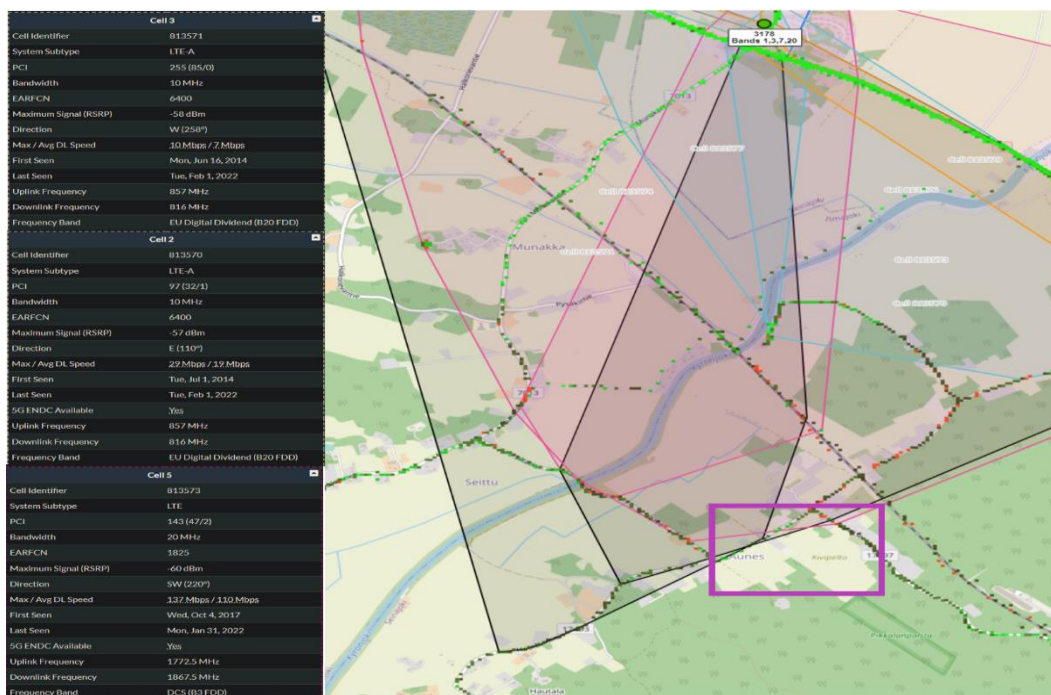 Cell 3
Cell Identifier 813571
System Subtype LTE-A
PCI 255 (85/0)
Bandwidth 10 MHz
EARFCN 6400
Maximum Signal (RSRP) -58 dBm
Direction W (258°)
Max / Avg DL Speed 10 Mbps / 7 Mbps
First Seen Mon, Jun 16, 2014
Last Seen Tue, Feb 1, 2022
Uplink Frequency 857 MHz
Downlink Frequency 816 MHz
Frequency Band EU Digital Dividend (B20 FDD)
Cell 2
Cell Identifier 813570
System Subtype LTE-A
PCI 97 (32/1)
Bandwidth 10 MHz
EARFCN 6400
Maximum Signal (RSRP) -57 dBm
Direction E (110°)
Max / Avg DL Speed 29 Mbps / 19 Mbps
First Seen Tue, Jul 1, 2014
Last Seen Tue, Feb 1, 2022
5G ENDC Available Yes
Uplink Frequency 857 MHz
Downlink Frequency 816 MHz
Frequency Band EU Digital Dividend (B20 FDD)
Cell 5
Cell Identifier 813573
System Subtype LTE
PCI 143 (47/2)
Bandwidth 20 MHz
EARFCN 1825
Maximum Signal (RSRP) -60 dBm
Direction SW (220°)
Max / Avg DL Speed 137 Mbps / 110 Mbps
First Seen Wed, Oct 4, 2017
Last Seen Mon, Jan 31, 2022
5G ENDC Available Yes
Uplink Frequency 1772.5 MHz
Downlink Frequency 1867.5 MHz
Frequency Band DCS (B3 FDD)
3178
Bands 1,3,7,20
7013
Cell 813577
Munakka
Seittu
Aunes
Kivipelto
Hautala